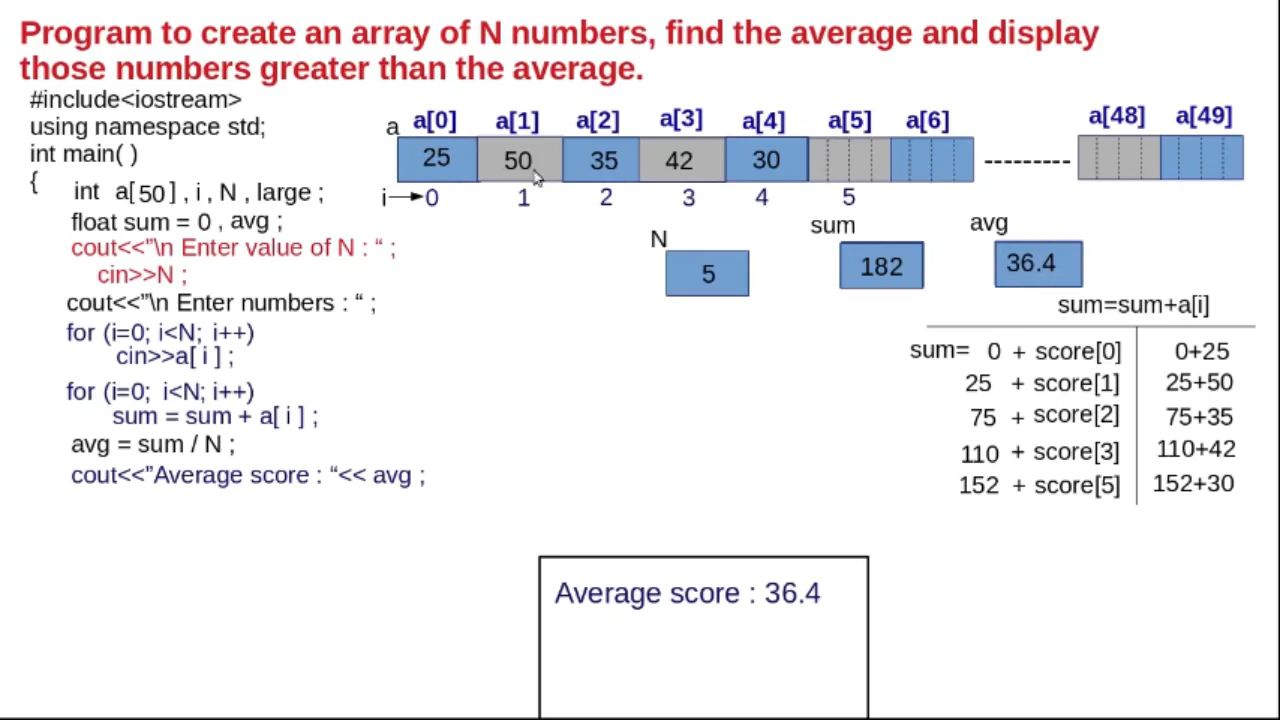 Program to create an array of N numbers, find the average and display
those numbers greater than the average.
#include<iostream>
using namespace std;
int main( )
{
int a[50] , i , N , large ;
float sum = 0 , avg ;
cout<<”\n Enter value of N : “ ;
cin>>N ;
cout<<”\n Enter numbers : “ ;
for (i=0; i<N; i++)
cin>>a[ i ] ;
for (i=0; i<N; i++)
sum = sum + a[ i ] ;
avg = sum / N ;
cout<<”Average score : “<< avg ;
a a[0] a[1] a[2] a[3] a[4] a[5] a[6] a[48] a[49]
25 50 35 42 30 ---------
i 0 1 2 3 4 5
N sum avg
5 182 36.4
sum=sum+a[i]
sum= 0 + score[0] 0+25
25 + score[1] 25+50
75 + score[2] 75+35
110 + score[3] 110+42
152 + score[5] 152+30
Average score : 36.4